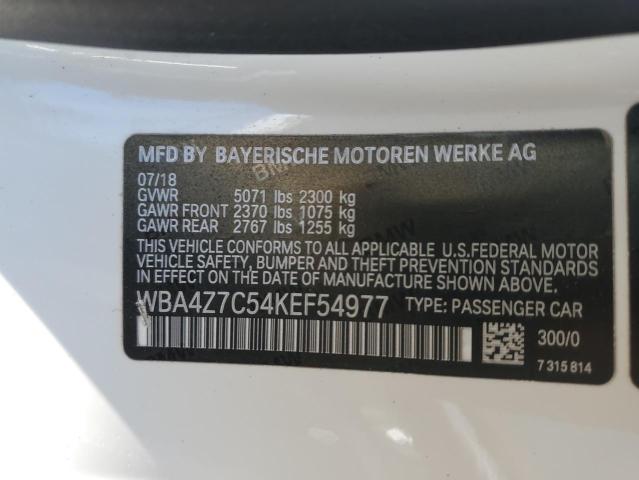 MFD BY BAYERISCHE MOTOREN WERKE AG
07/18
GVWR 5071 lbs 2300 kg
GAWR FRONT 2370 lbs 1075 kg
GAWR REAR 2767 lbs 1255 kg
THIS VEHICLE CONFORMS TO ALL APPLICABLE U.S.FEDERAL MOTOR
VEHICLE SAFETY, BUMPER AND THEFT PREVENTION STANDARDS
IN EFFECT ON THE DATE OF MANUFACTURE SHOWN ABOVE.
WBA4Z7C54KEF54977 TYPE: PASSENGER CAR
300/0
7 315 814